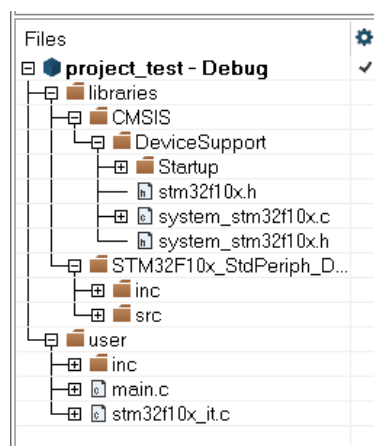 Files
project_test - Debug
libraries
CMSIS
DeviceSupport
Startup
stm32f10x.h
system_stm32f10x.c
system_stm32f10x.h
STM32F10x_StdPeriph_D...
inc
src
user
inc
main.c
stm32f10x_it.c